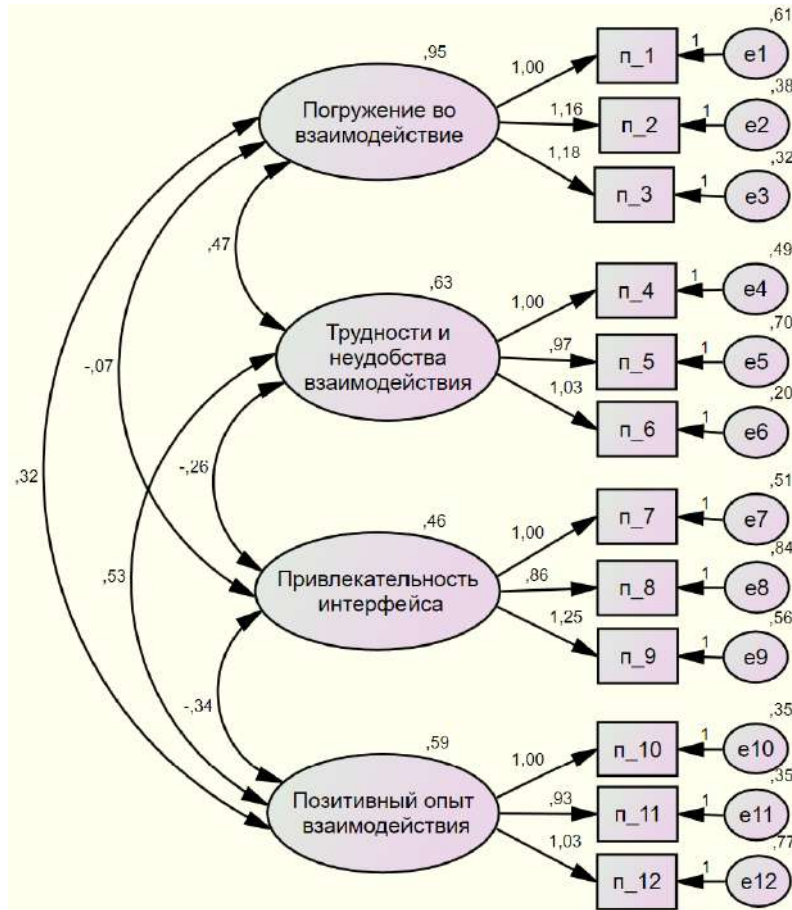 ,61
,95
1,00
п_1
1
e1
Погружение во
взаимодействие
,38
1,16
п_2
1
e2
,32
1,18
п_3
1
e3
,47
,49
,63
1,00
п_4
1
e4
Трудности и
неудобства
взаимодействия
,70
,97
п_5
1
e5
-,07
,20
1,03
п_6
1
e6
,32
-,26
,51
,46
1,00
п_7
1
e7
,53
Привлекательность
интерфейса
,84
,86
п_8
1
e8
,56
1,25
п_9
1
e9
-,34
,35
,59
1,00
п_10
1
e10
Позитивный опыт
взаимодействия
,35
,93
п_11
1
e11
,77
1,03
п_12
1
e12